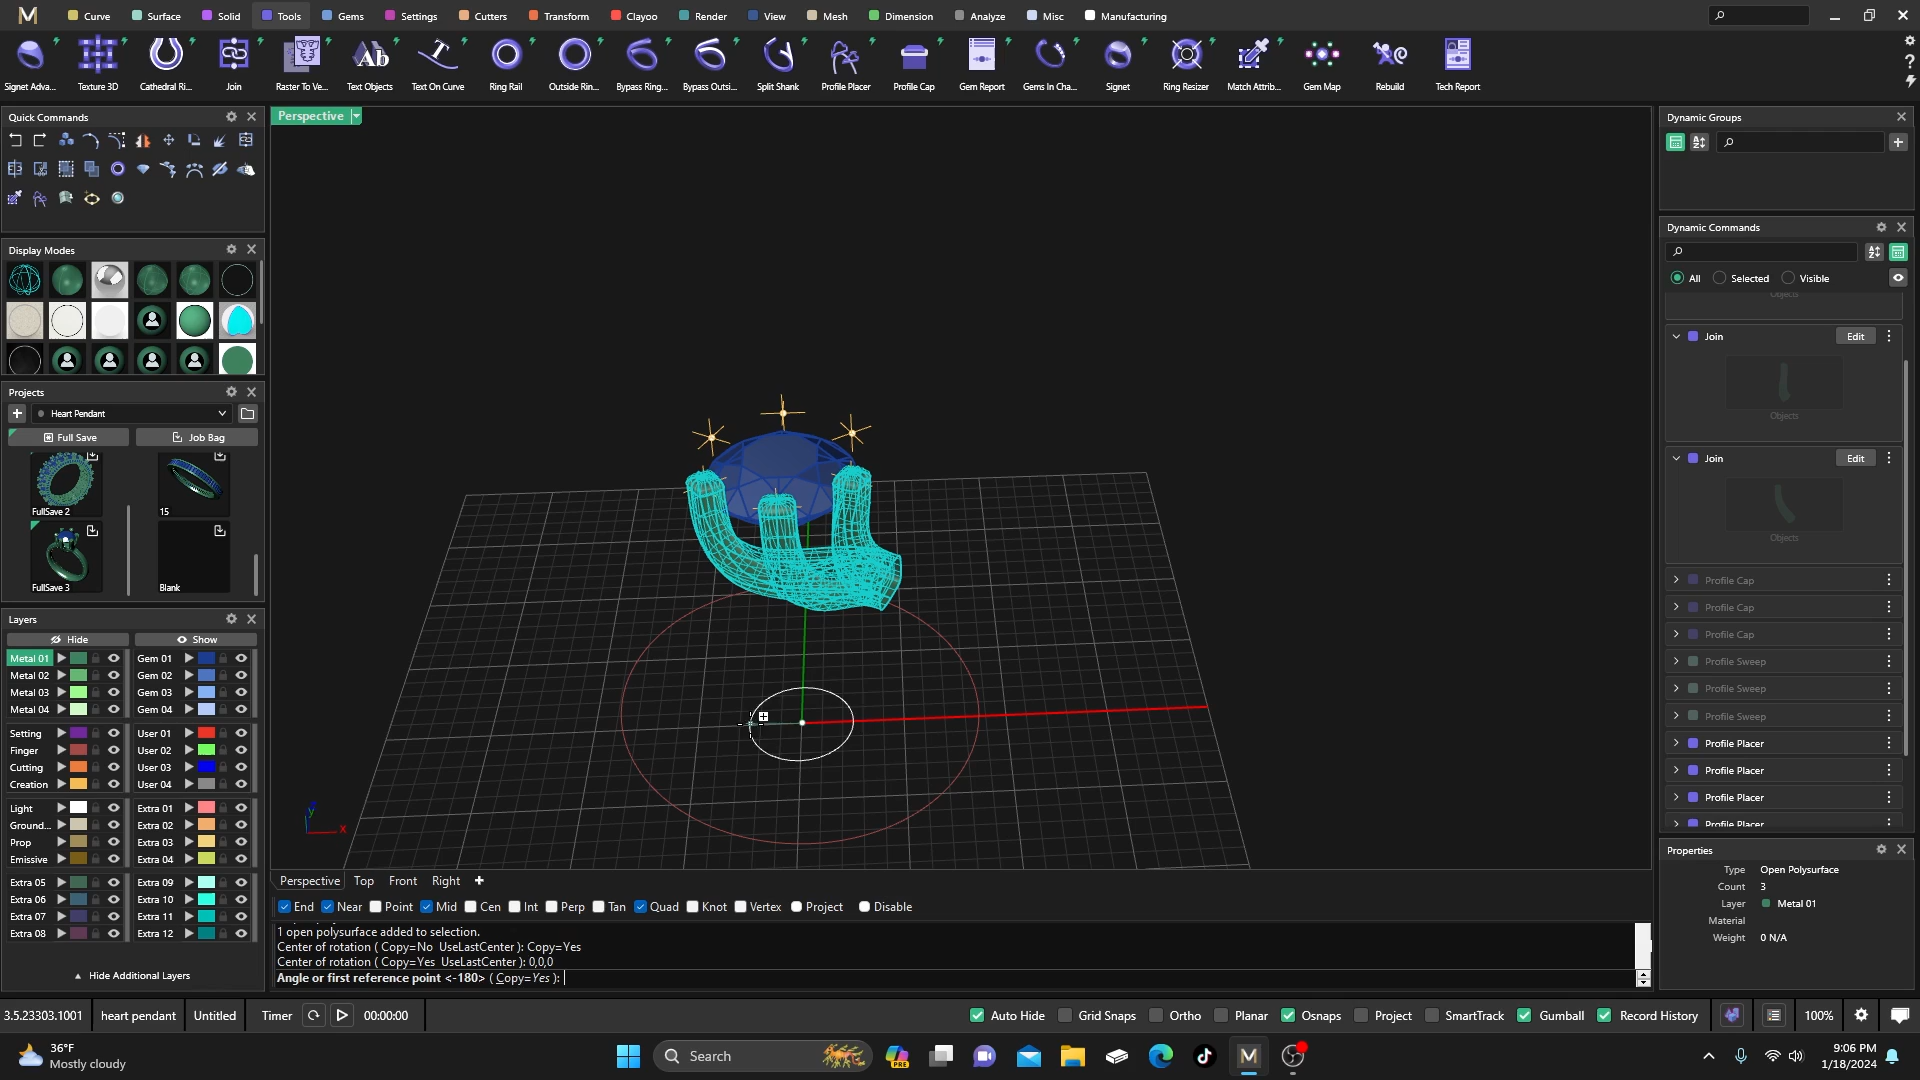 Curve Surface Solid Tools Gems Settings Cutters Transform Clayoo Render View Mesh Dimension Analyze Misc Manufacturing
Signet Adva... Texture 3D Cathedral Ri... Join Raster To Ve... Text Objects Text On Curve Ring Rail Outside Rin... Bypass Ring... Bypass Outsi... Split Shank Profile Placer Profile Cap Gem Report Gems In Cha... Signet Ring Resizer Match Attrib... Gem Map Rebuild Tech Report
Quick Commands
Display Modes
Projects
Heart Pendant
Full Save Job Bag
FullSave 2 15
FullSave 3 Blank
Layers
Hide Show
Metal 01 Gem 01
Metal 02 Gem 02
Metal 03 Gem 03
Metal 04 Gem 04
Setting User 01
Finger User 02
Cutting User 03
Creation User 04
Light Extra 01
Ground... Extra 02
Prop Extra 03
Emissive Extra 04
Extra 05 Extra 09
Extra 06 Extra 10
Extra 07 Extra 11
Extra 08 Extra 12
Hide Additional Layers
Perspective
y
x
Perspective Top Front Right
End Near Point Mid Cen Int Perp Tan Quad Knot Vertex Project Disable
1 open polysurface added to selection.
Center of rotation ( Copy=No UseLastCenter ): Copy=Yes
Center of rotation ( Copy=Yes UseLastCenter ): 0,0,0
Angle or first reference point <-180> ( Copy=Yes ):
Dynamic Groups
Dynamic Commands
All Selected Visible
Objects
Join Edit
Objects
Join Edit
Objects
Profile Cap
Profile Cap
Profile Cap
Profile Sweep
Profile Sweep
Profile Sweep
Profile Placer
Profile Placer
Profile Placer
Profile Placer
Properties
Type Open Polysurface
Count 3
Layer Metal 01
Material
Weight 0 N/A
3.5.23303.1001 heart pendant Untitled Timer 00:00:00 Auto Hide Grid Snaps Ortho Planar Osnaps Project SmartTrack Gumball Record History 100%
36°F
Mostly cloudy
Search
PRE
9:06 PM
1/18/2024